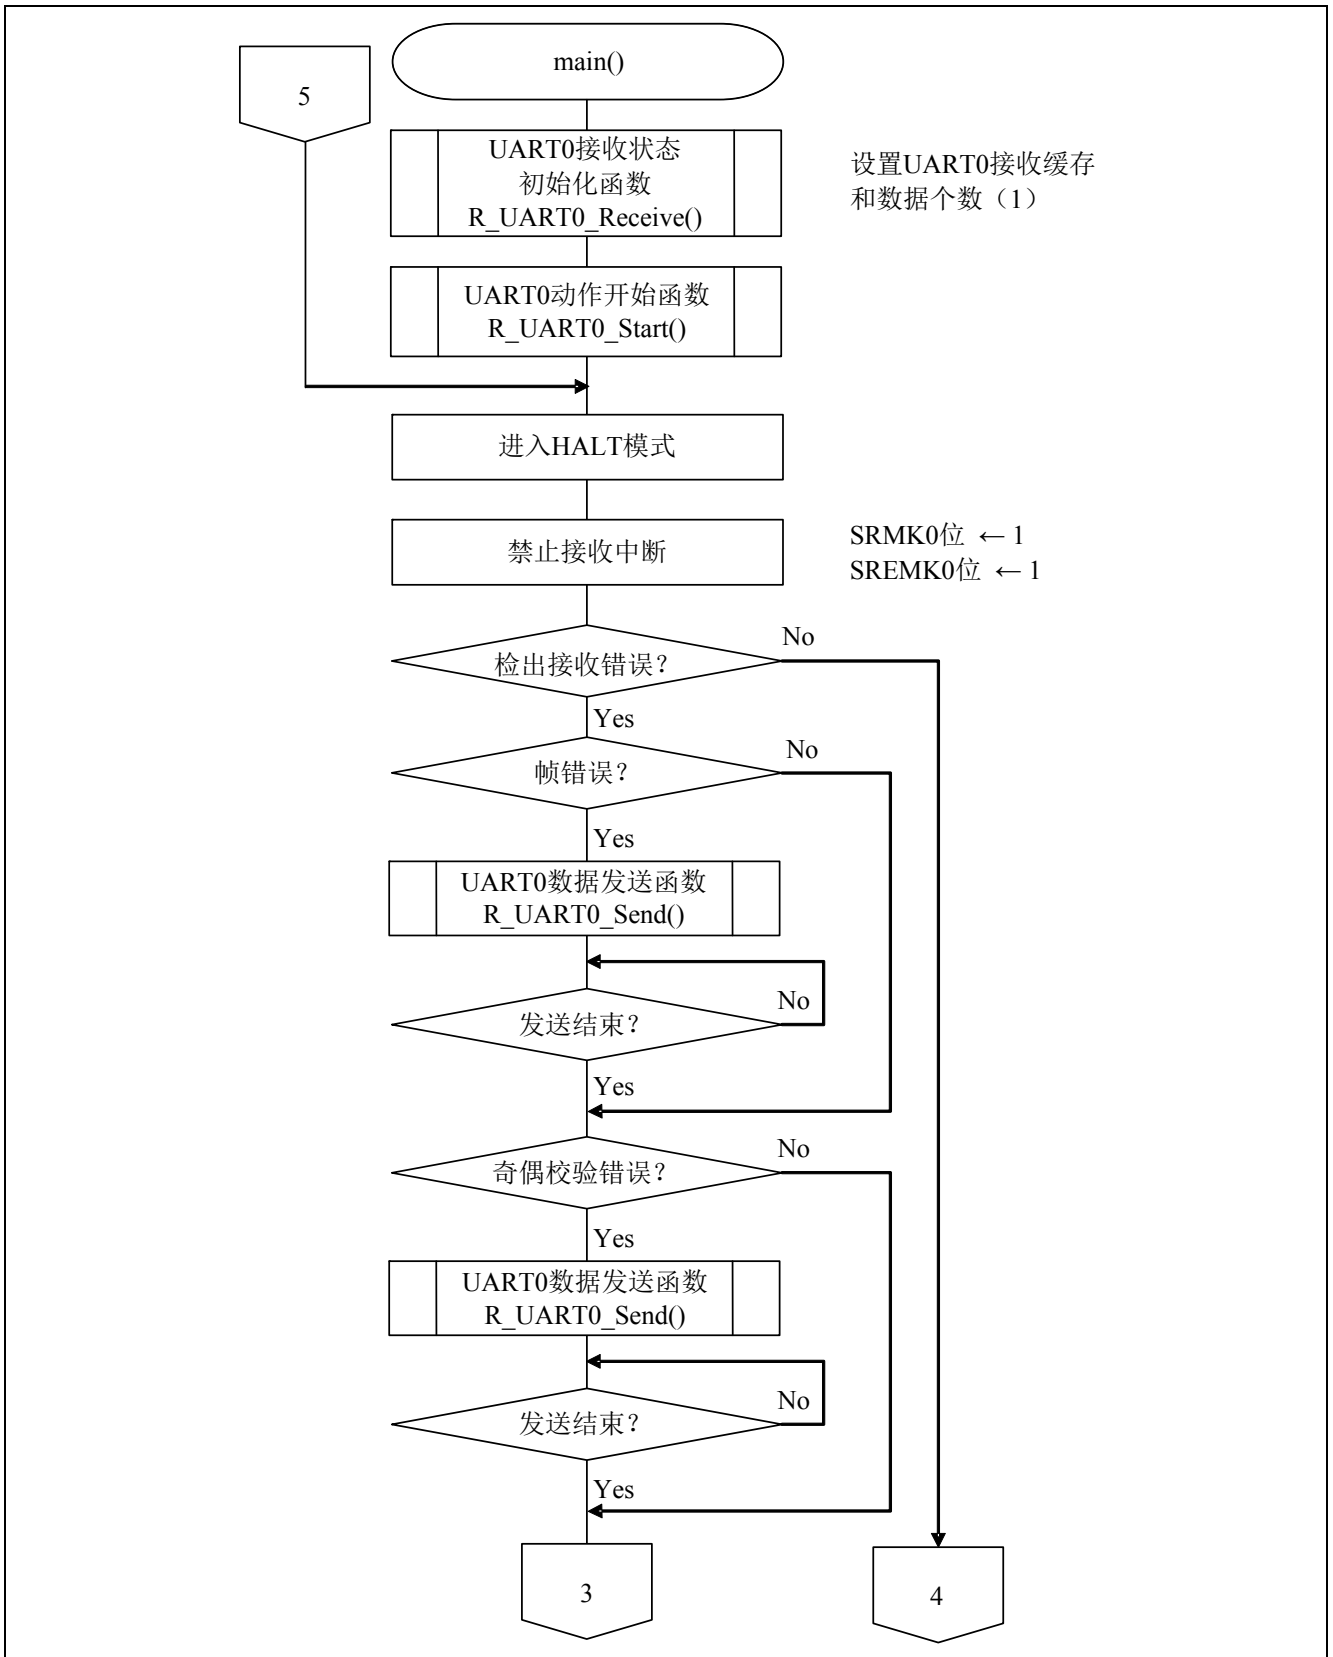 main()
5
UART0接收状态
初始化函数
R_UART0_Receive()
设置UART0接收缓存
和数据个数（1）
UART0动作开始函数
R_UART0_Start()
进入HALT模式
禁止接收中断
SRMK0位 ← 1
SREMK0位 ← 1
检出接收错误？
No
Yes
帧错误？
No
Yes
UART0数据发送函数
R_UART0_Send()
发送结束？
No
Yes
奇偶校验错误？
No
Yes
UART0数据发送函数
R_UART0_Send()
发送结束？
No
Yes
3
4